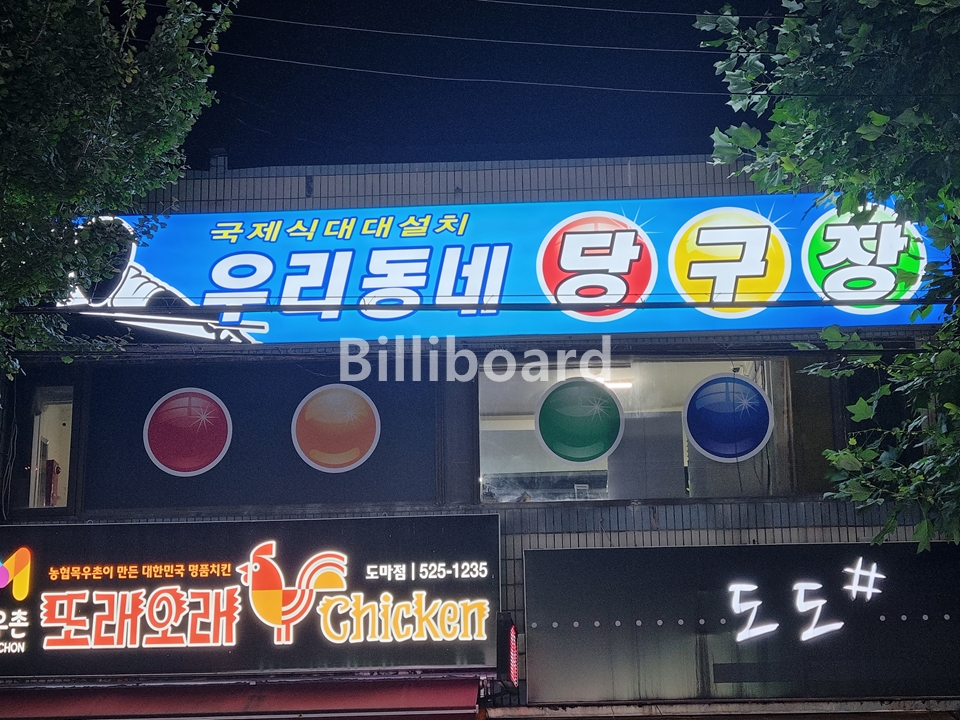 국제식대대설치
우리동네 당구장
Billiboard
농협목우촌이 만든 대한민국 명품치킨
도마점 | 525-1235
또래오래 Chicken
우촌
CHON
도도#